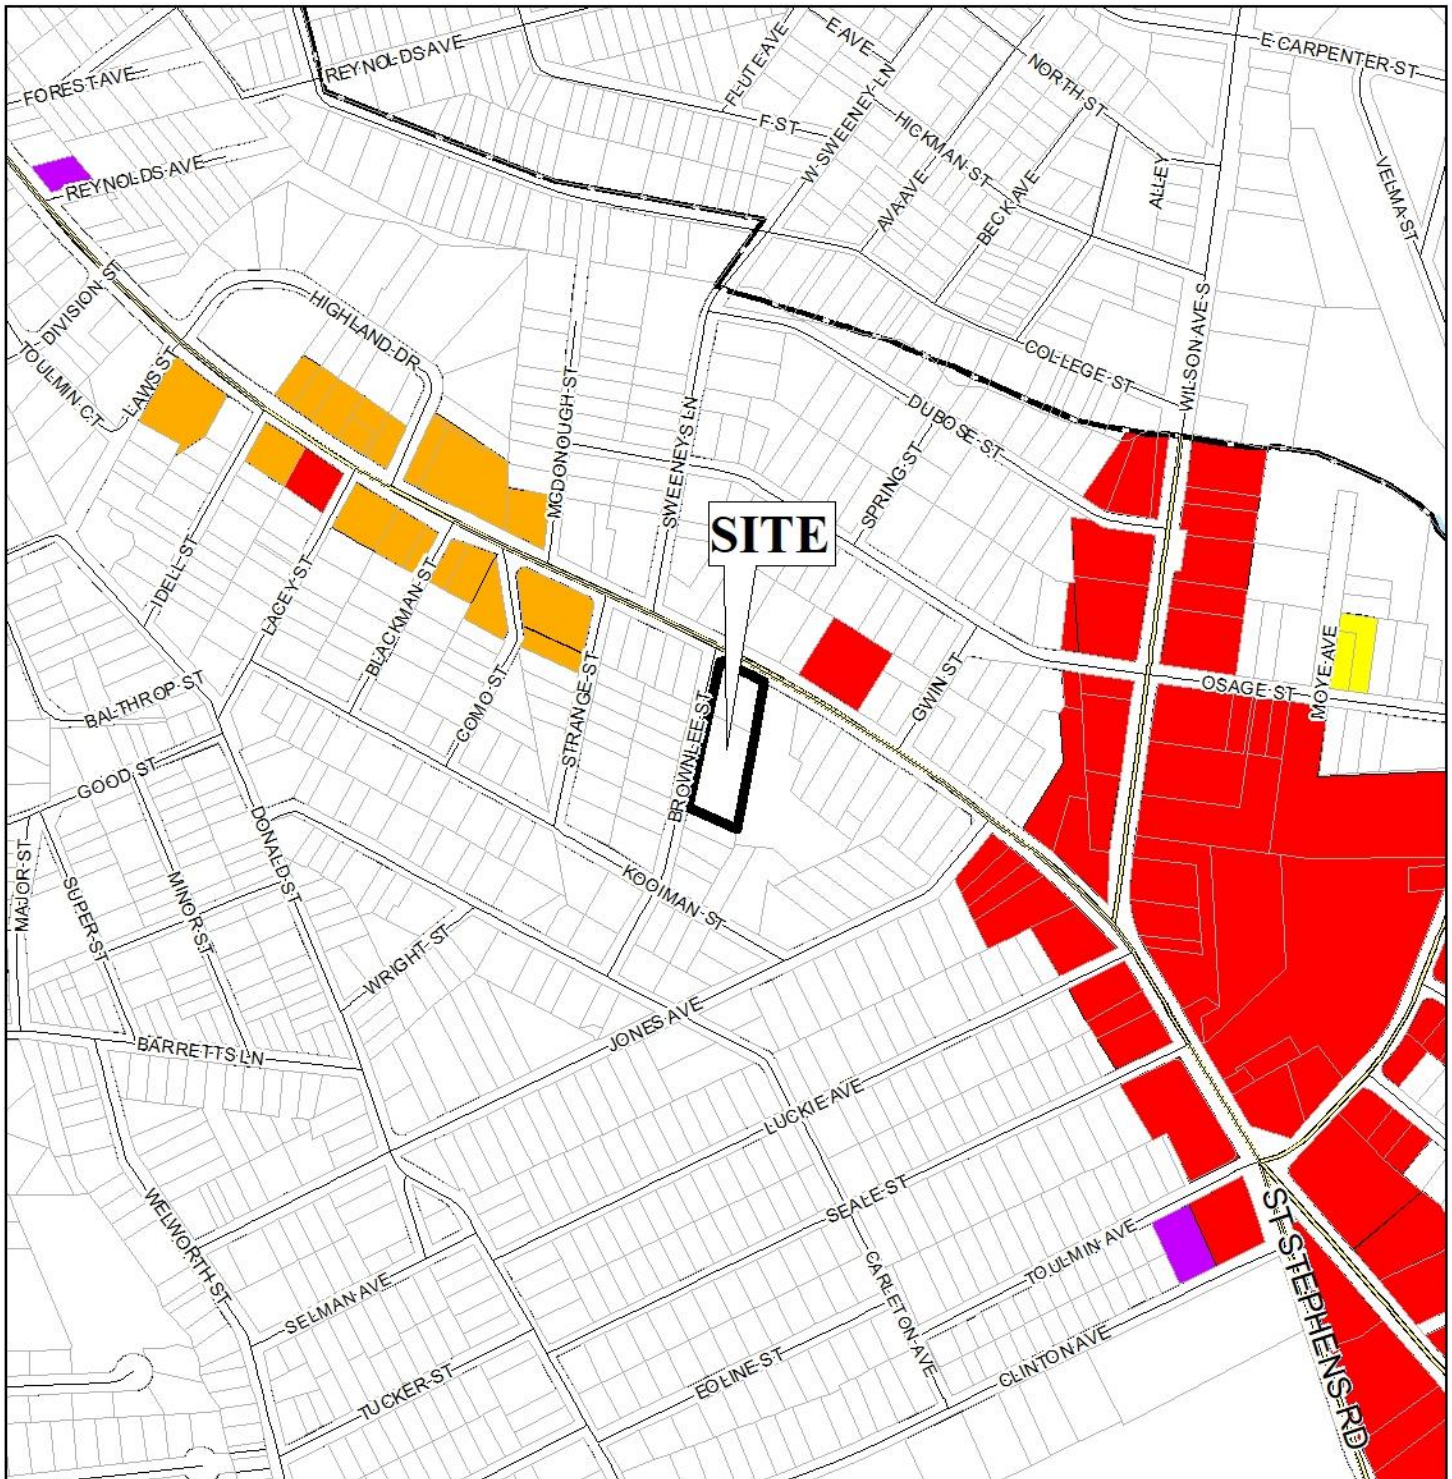 E CARPENTER ST
E AVE
FLUTE AVE
REYNOLDS AVE
FOREST AVE
NORTH ST
W SWEENEY LN
F ST
HICKMAN ST
VELMA ST
ALLEY
REYNOLDS AVE
AVA AVE
BECK AVE
DIVISION ST
HIGHLAND DR
WILSON AVE S
TOULMIN CT
LAWS ST
COLLEGE ST
DUBOSE ST
MCDONOUGH ST
SWEENEYS LN
SPRING ST
SITE
IDELL ST
LACEY ST
BLACKMAN ST
COMO ST
STRANGE ST
BROWNLEE ST
GWIN ST
OSAGE ST
MOYE AVE
BALTHROP ST
GOOD ST
DONALD ST
MAJOR ST
SUPER ST
MINOR ST
KOOIMAN ST
WRIGHT ST
JONES AVE
BARRETTS LN
LUCKIE AVE
SEALE ST
WELWORTH ST
TOULMIN AVE
CARLETON AVE
SELMAN AVE
TUCKER ST
EOLINE ST
CLINTON AVE
ST STEPHENS RD